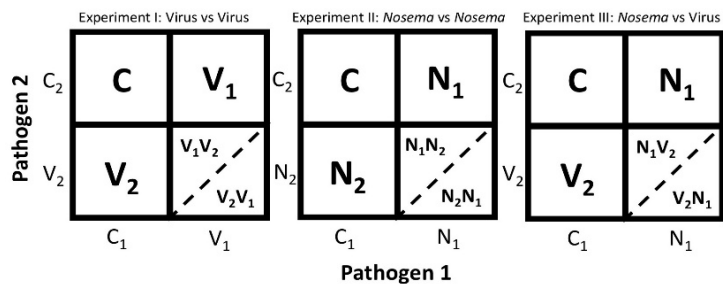 Experiment I: Virus vs Virus
Experiment II: Nosema vs Nosema
Experiment III: Nosema vs Virus
Pathogen 2
C₂
C
V₁
V₂
V₂
V₁V₂
V₂V₁
C₁
V₁
C₂
C
N₁
N₂
N₂
N₁N₂
N₂N₁
C₁
N₁
C₂
C
N₁
V₂
V₂
N₁V₂
V₂N₁
C₁
N₁
Pathogen 1